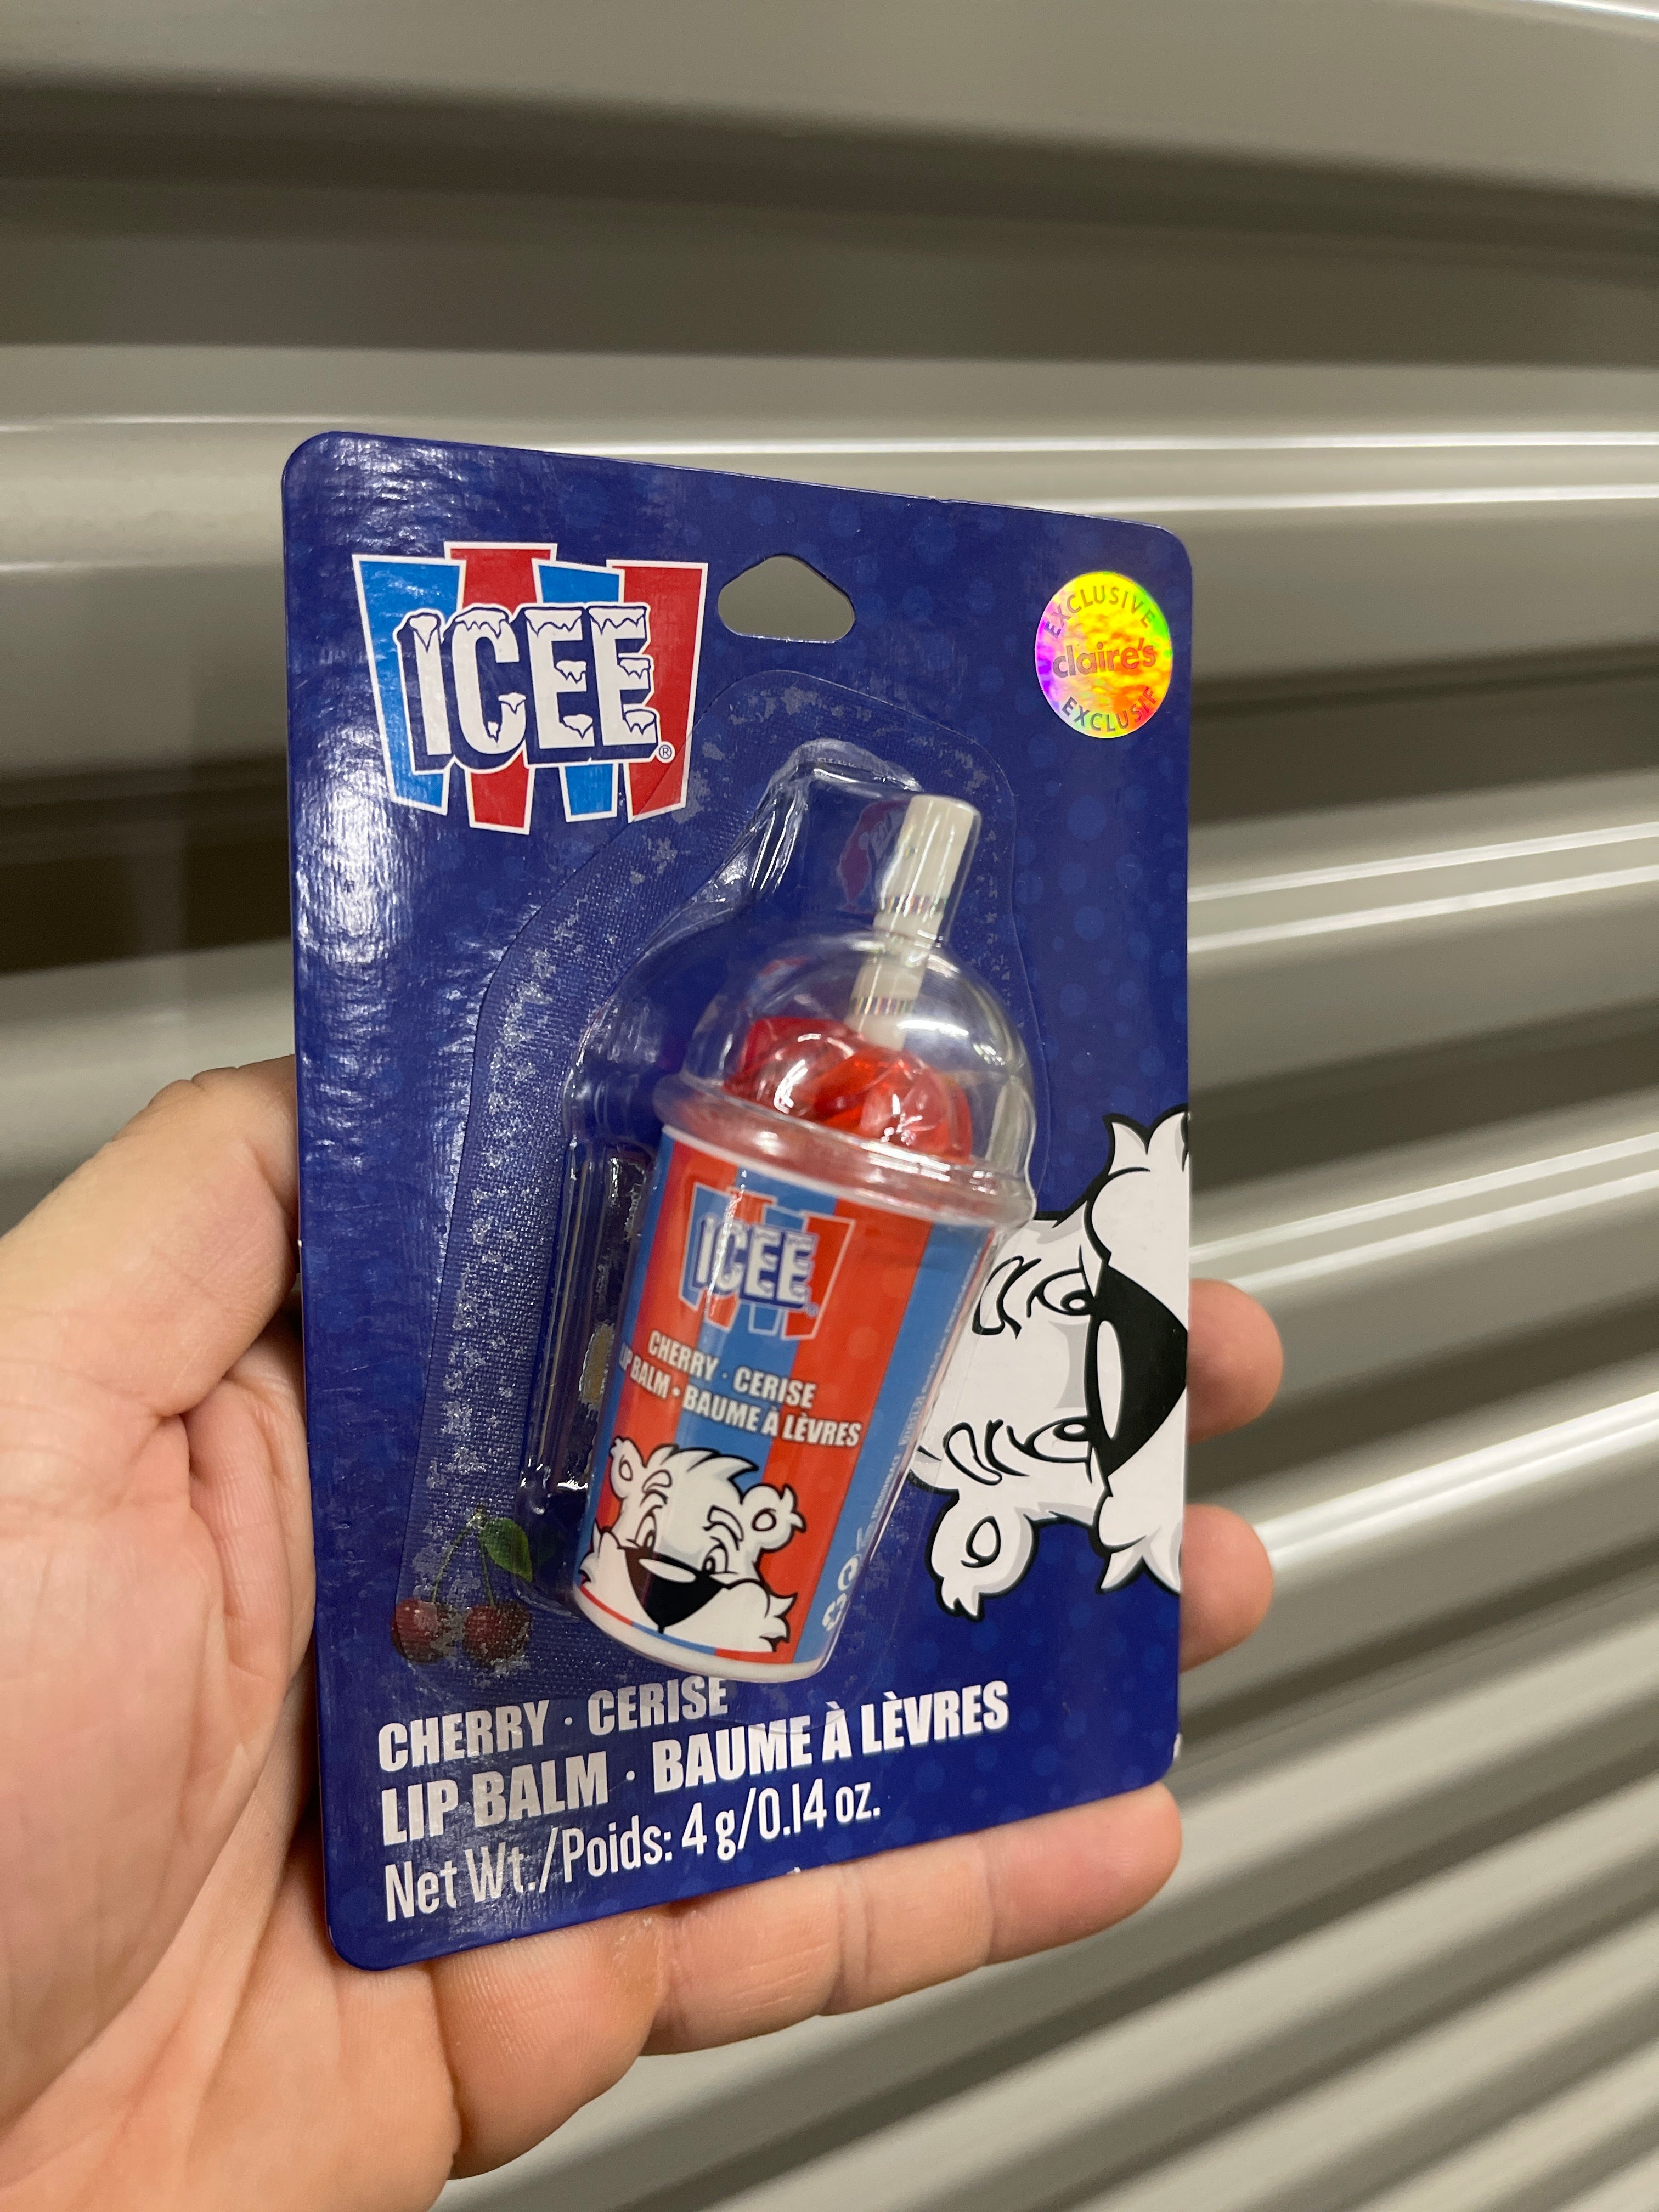 ICEE®
EXCLUSIVE
claire's
EXCLUSIF
ICEE
CHERRY · CERISE
LIP BALM · BAUME À LÈVRES
CHERRY · CERISE
LIP BALM · BAUME À LÈVRES
Net Wt./Poids: 4 g/0.14 oz.